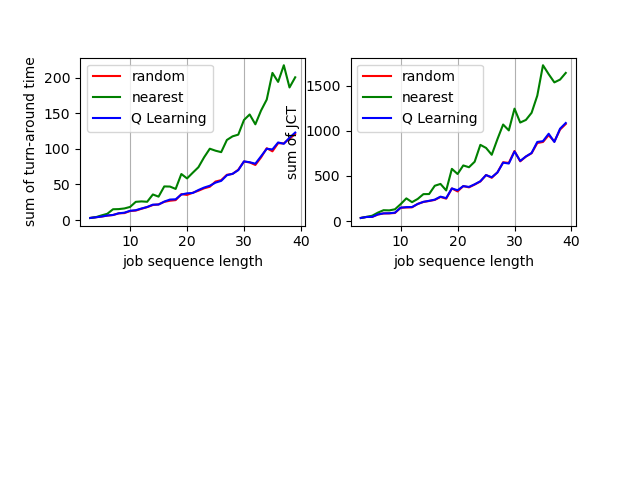 sum of turn-around time
200
150
100
50
0
random
nearest
Q Learning
10
20
30
40
job sequence length
sum of JCT
1500
1000
500
0
random
nearest
Q Learning
10
20
30
40
job sequence length